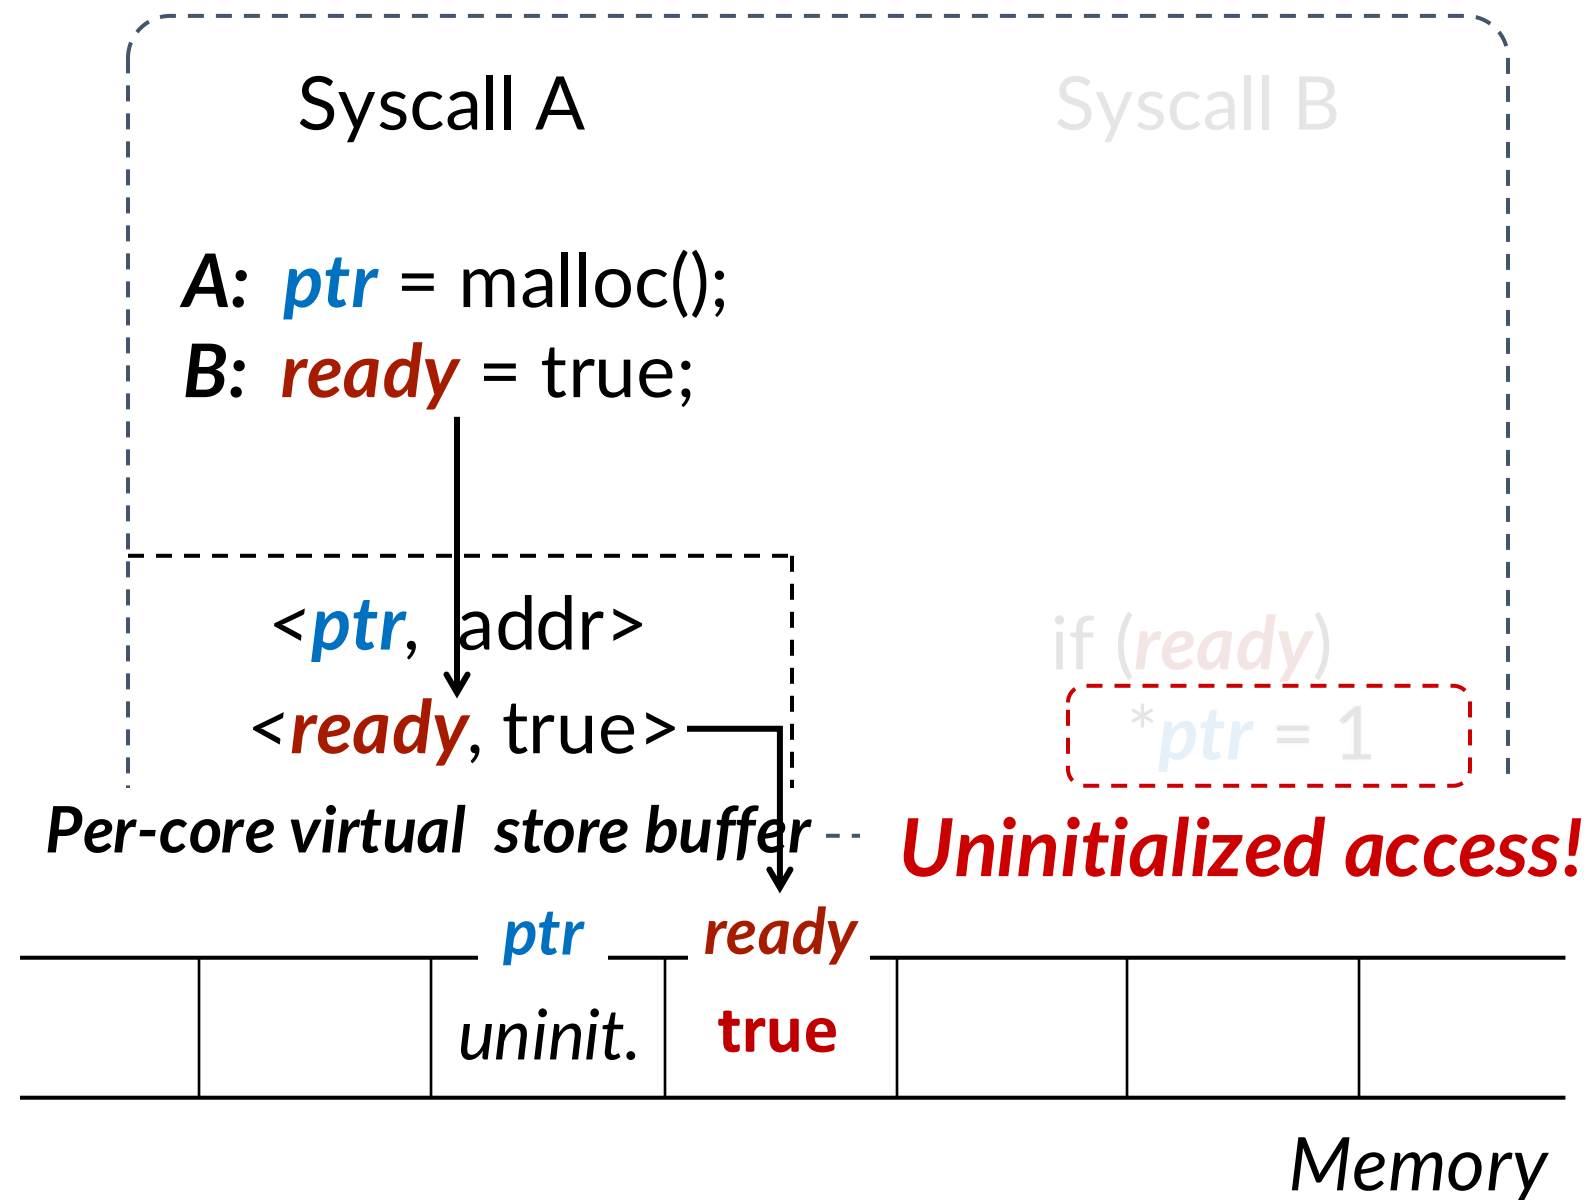 Syscall A
Syscall B
A: ptr = malloc();
B: ready = true;
<ptr, addr>
<ready, true>
if (ready)
*ptr = 1
Per-core virtual store buffer
Uninitialized access!
ptr
ready
uninit.
true
Memory